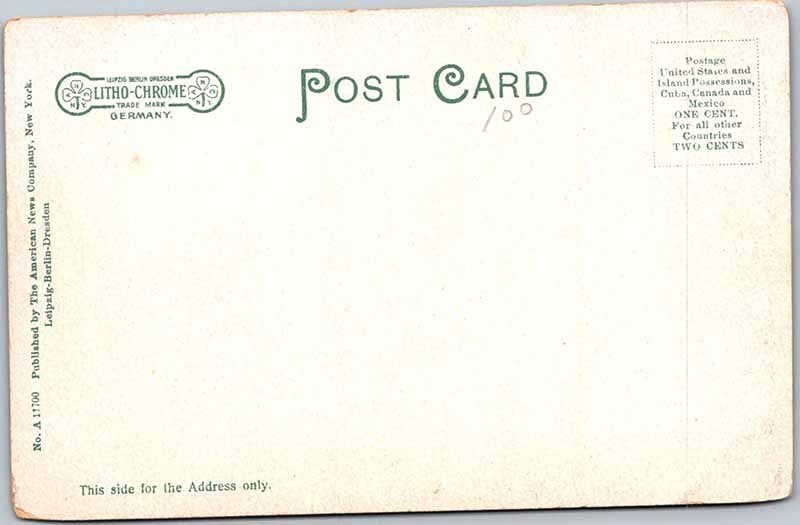 LEIPZIG BERLIN DRESDEN
LITHO-CHROME
TRADE MARK
GERMANY.
POST CARD
100
Postage
United States and
Island Possessions,
Cuba, Canada and
Mexico
ONE CENT.
For all other
Countries
TWO CENTS
No. A 11700 Published by The American News Company, New York.
Leipzig-Berlin-Dresden
This side for the Address only.